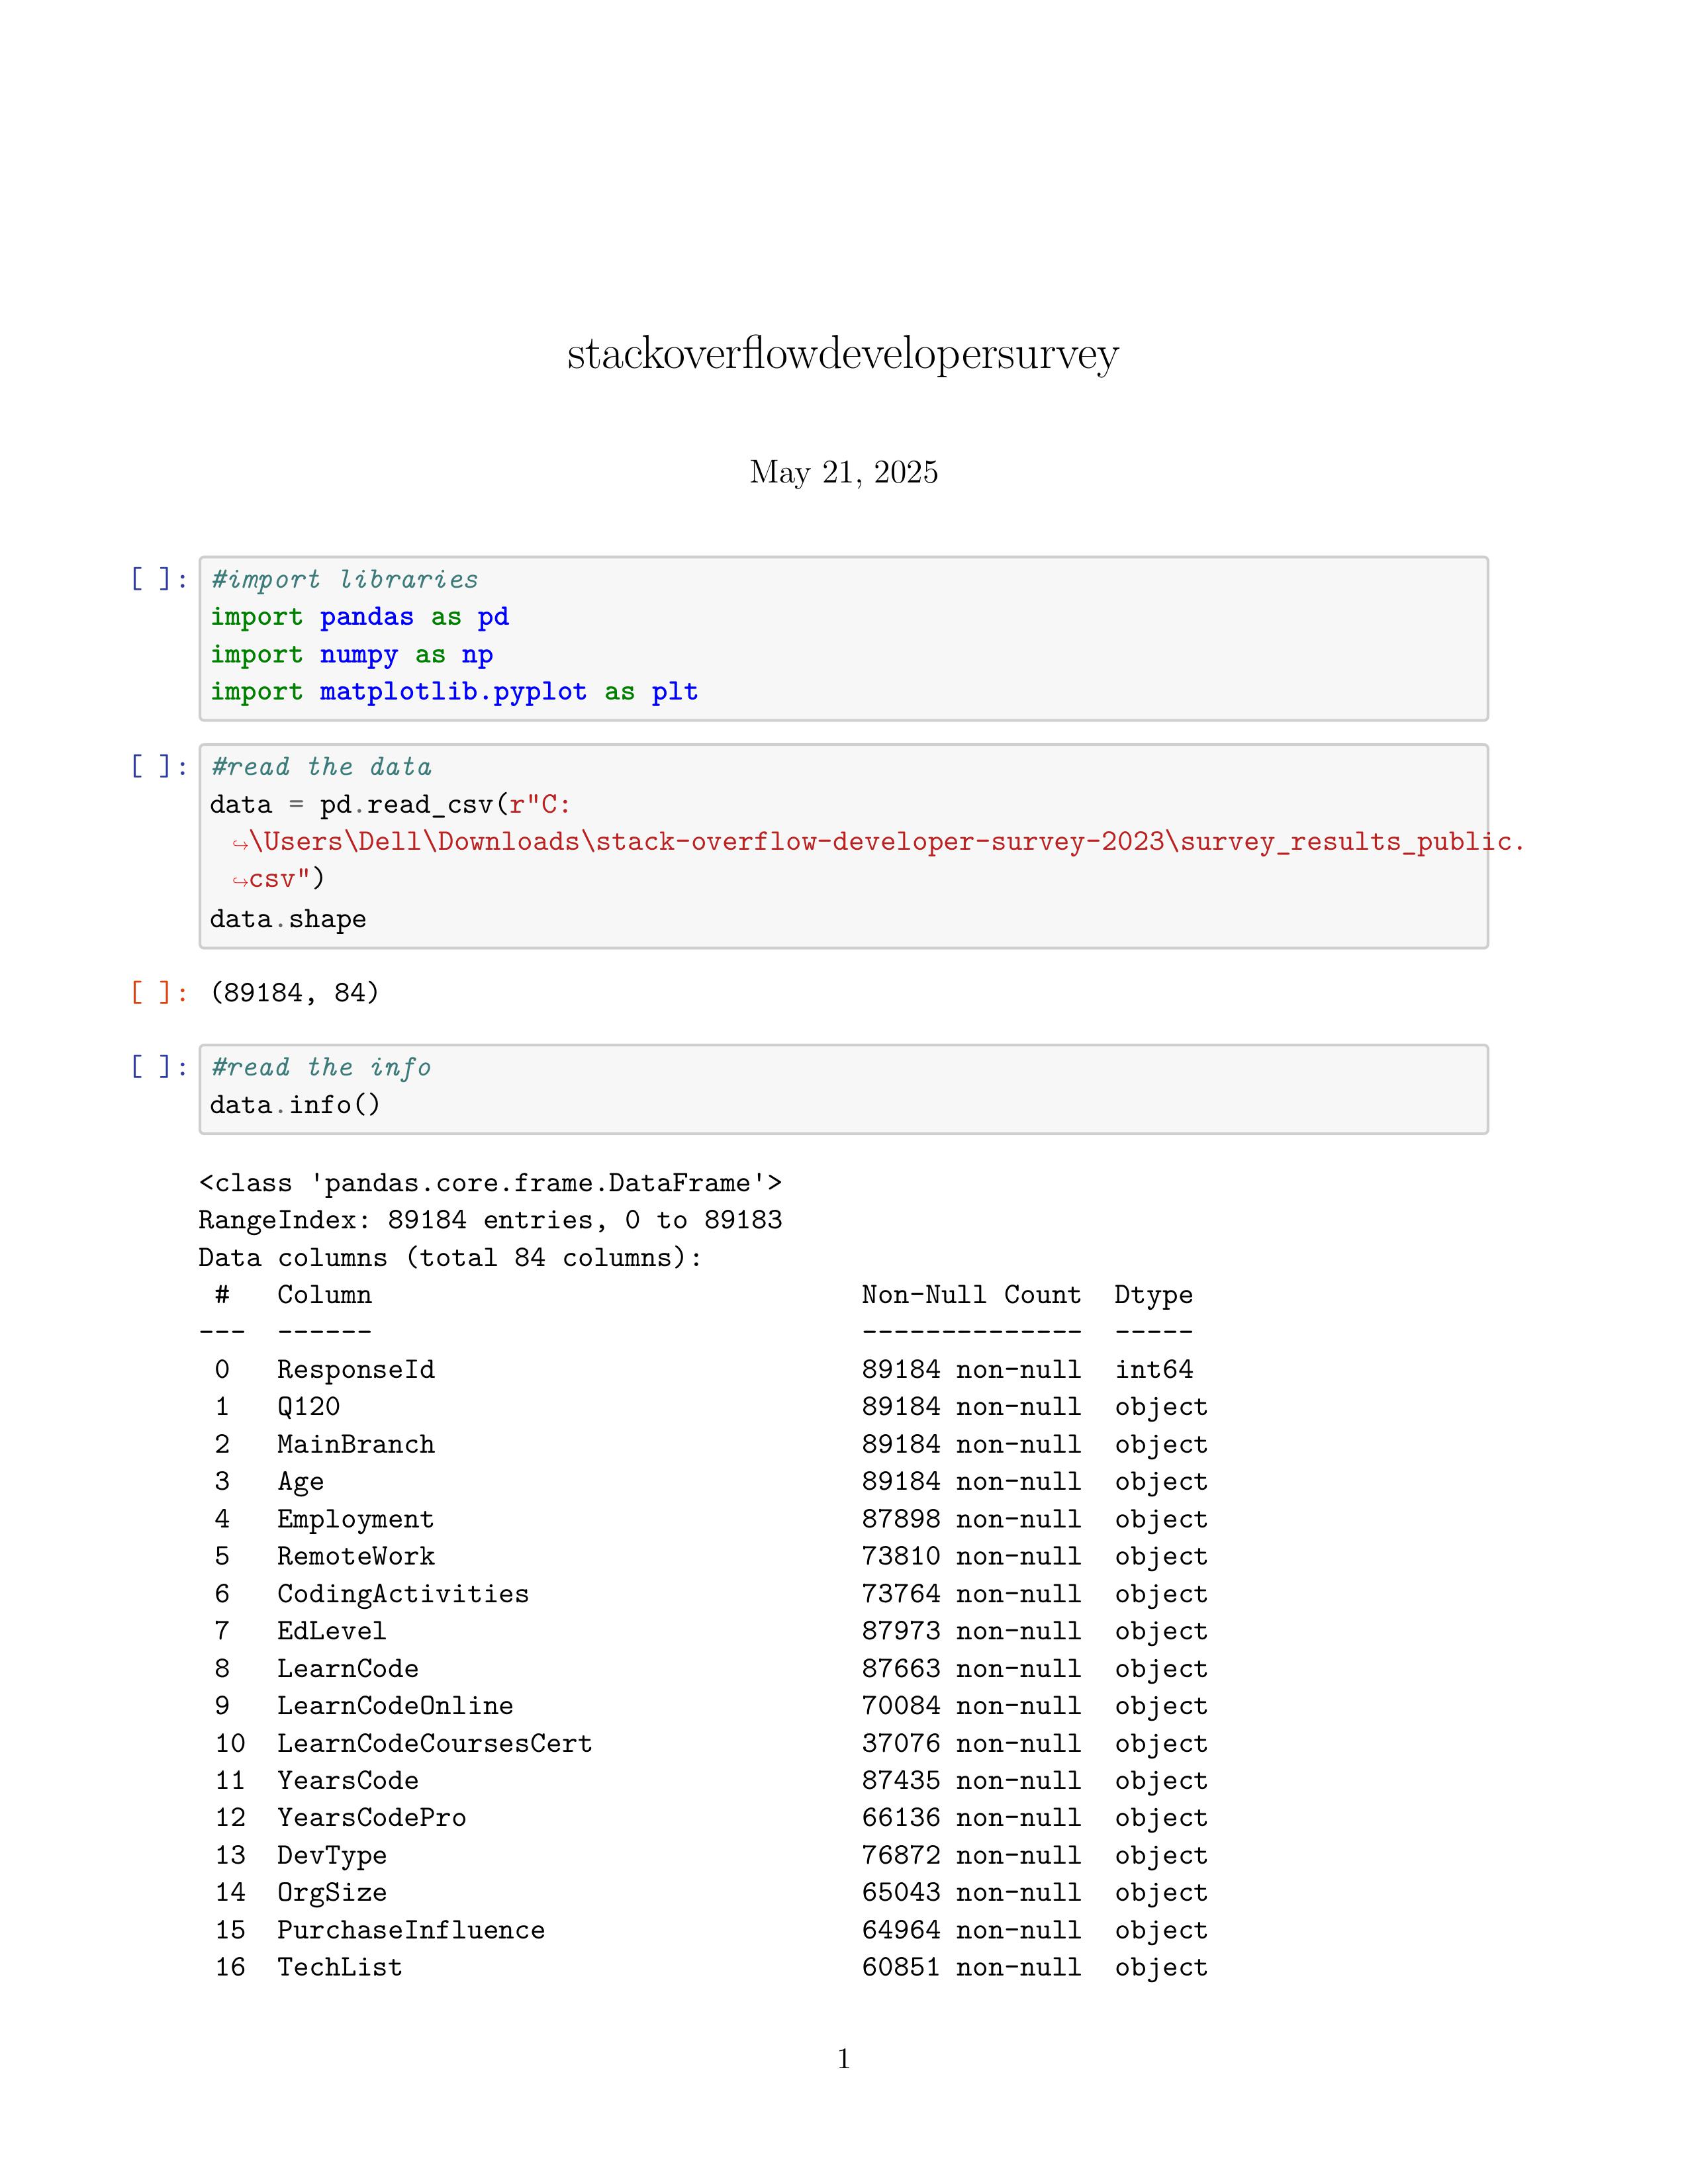 stackoverflowdevelopersurvey
May 21, 2025
[ ]: #import libraries
import pandas as pd
import numpy as np
import matplotlib.pyplot as plt
[ ]: #read the data
data = pd.read_csv(r"C:
↪\Users\Dell\Downloads\stack-overflow-developer-survey-2023\survey_results_public.
↪csv")
data.shape
[ ]: (89184, 84)
[ ]: #read the info
data.info()
<class 'pandas.core.frame.DataFrame'>
RangeIndex: 89184 entries, 0 to 89183
Data columns (total 84 columns):
 #   Column                               Non-Null Count  Dtype
---  ------                               --------------  -----
 0   ResponseId                           89184 non-null  int64
 1   Q120                                 89184 non-null  object
 2   MainBranch                           89184 non-null  object
 3   Age                                  89184 non-null  object
 4   Employment                           87898 non-null  object
 5   RemoteWork                           73810 non-null  object
 6   CodingActivities                     73764 non-null  object
 7   EdLevel                              87973 non-null  object
 8   LearnCode                            87663 non-null  object
 9   LearnCodeOnline                      70084 non-null  object
 10  LearnCodeCoursesCert                 37076 non-null  object
 11  YearsCode                            87435 non-null  object
 12  YearsCodePro                         66136 non-null  object
 13  DevType                              76872 non-null  object
 14  OrgSize                              65043 non-null  object
 15  PurchaseInfluence                    64964 non-null  object
 16  TechList                             60851 non-null  object
1